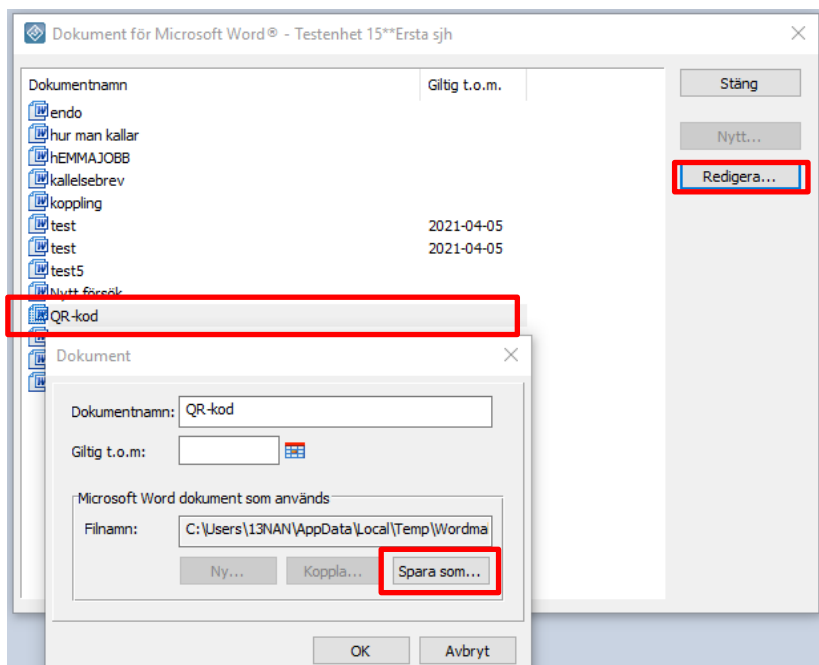 Dokument för Microsoft Word® - Testenhet 15**Ersta sjh
Dokumentnamn Giltig t.o.m.
Stäng
endo
hur man kallar
Nytt...
hEMMAJOBB
kallelsebrev
Redigera...
koppling
test 2021-04-05
test 2021-04-05
test5
Nytt försök
QR-kod
Dokument
Dokumentnamn: QR-kod
Giltig t.o.m:
Microsoft Word dokument som används
Filnamn: C:\Users\13NAN\AppData\Local\Temp\Wordma
Ny... Koppla... Spara som...
OK Avbryt